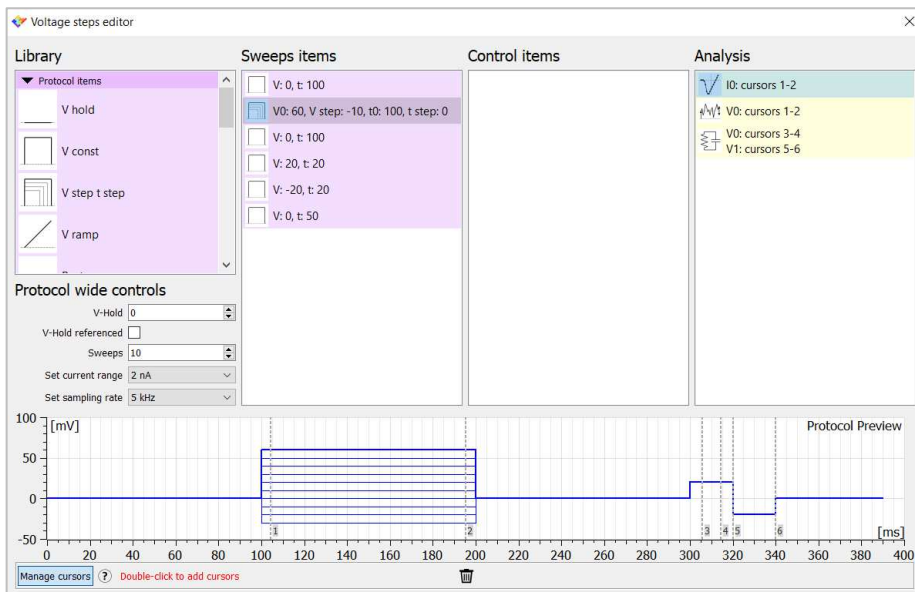 Voltage steps editor
Library
Protocol items
V hold
V const
V step t step
V ramp
Protocol wide controls
V-Hold 0
V-Hold referenced
Sweeps 10
Set current range 2 nA
Set sampling rate 5 kHz
Sweeps items
V: 0, t: 100
V0: 60, V step: -10, t0: 100, t step: 0
V: 0, t: 100
V: 20, t: 20
V: -20, t: 20
V: 0, t: 50
Control items
Analysis
I0: cursors 1-2
V0: cursors 1-2
V0: cursors 3-4
V1: cursors 5-6
100
[mV]
Protocol Preview
50
0
-50
1
2
3
4
5
6
[ms]
0 20 40 60 80 100 120 140 160 180 200 220 240 260 280 300 320 340 360 380 400
Manage cursors ? Double-click to add cursors